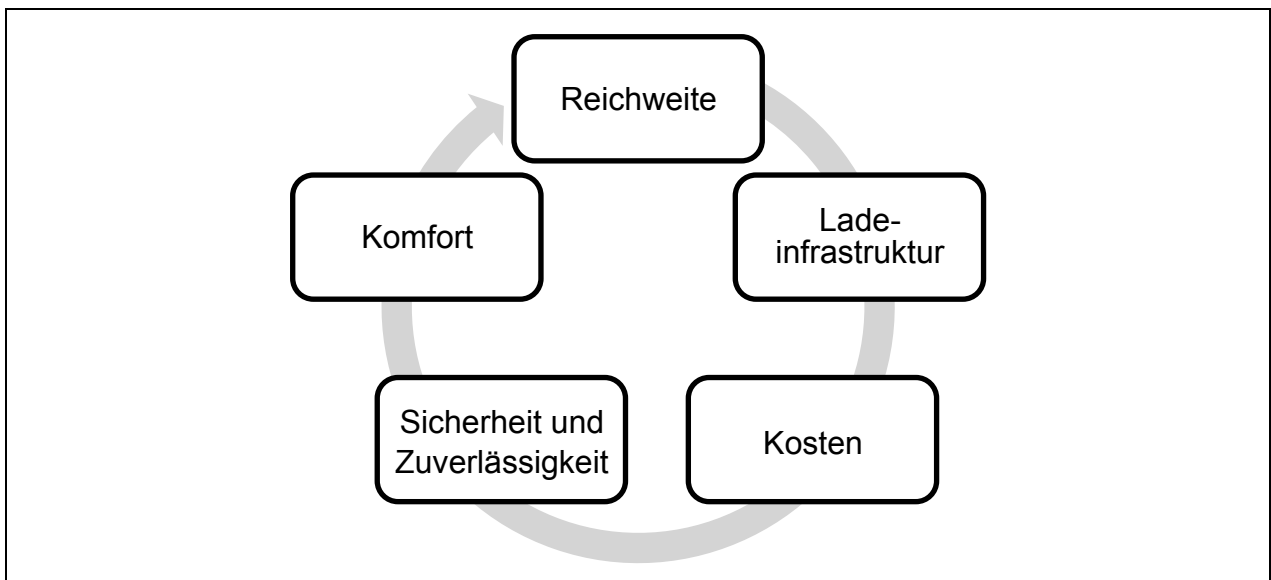 Reichweite
Lade-
infrastruktur
Kosten
Sicherheit und
Zuverlässigkeit
Komfort